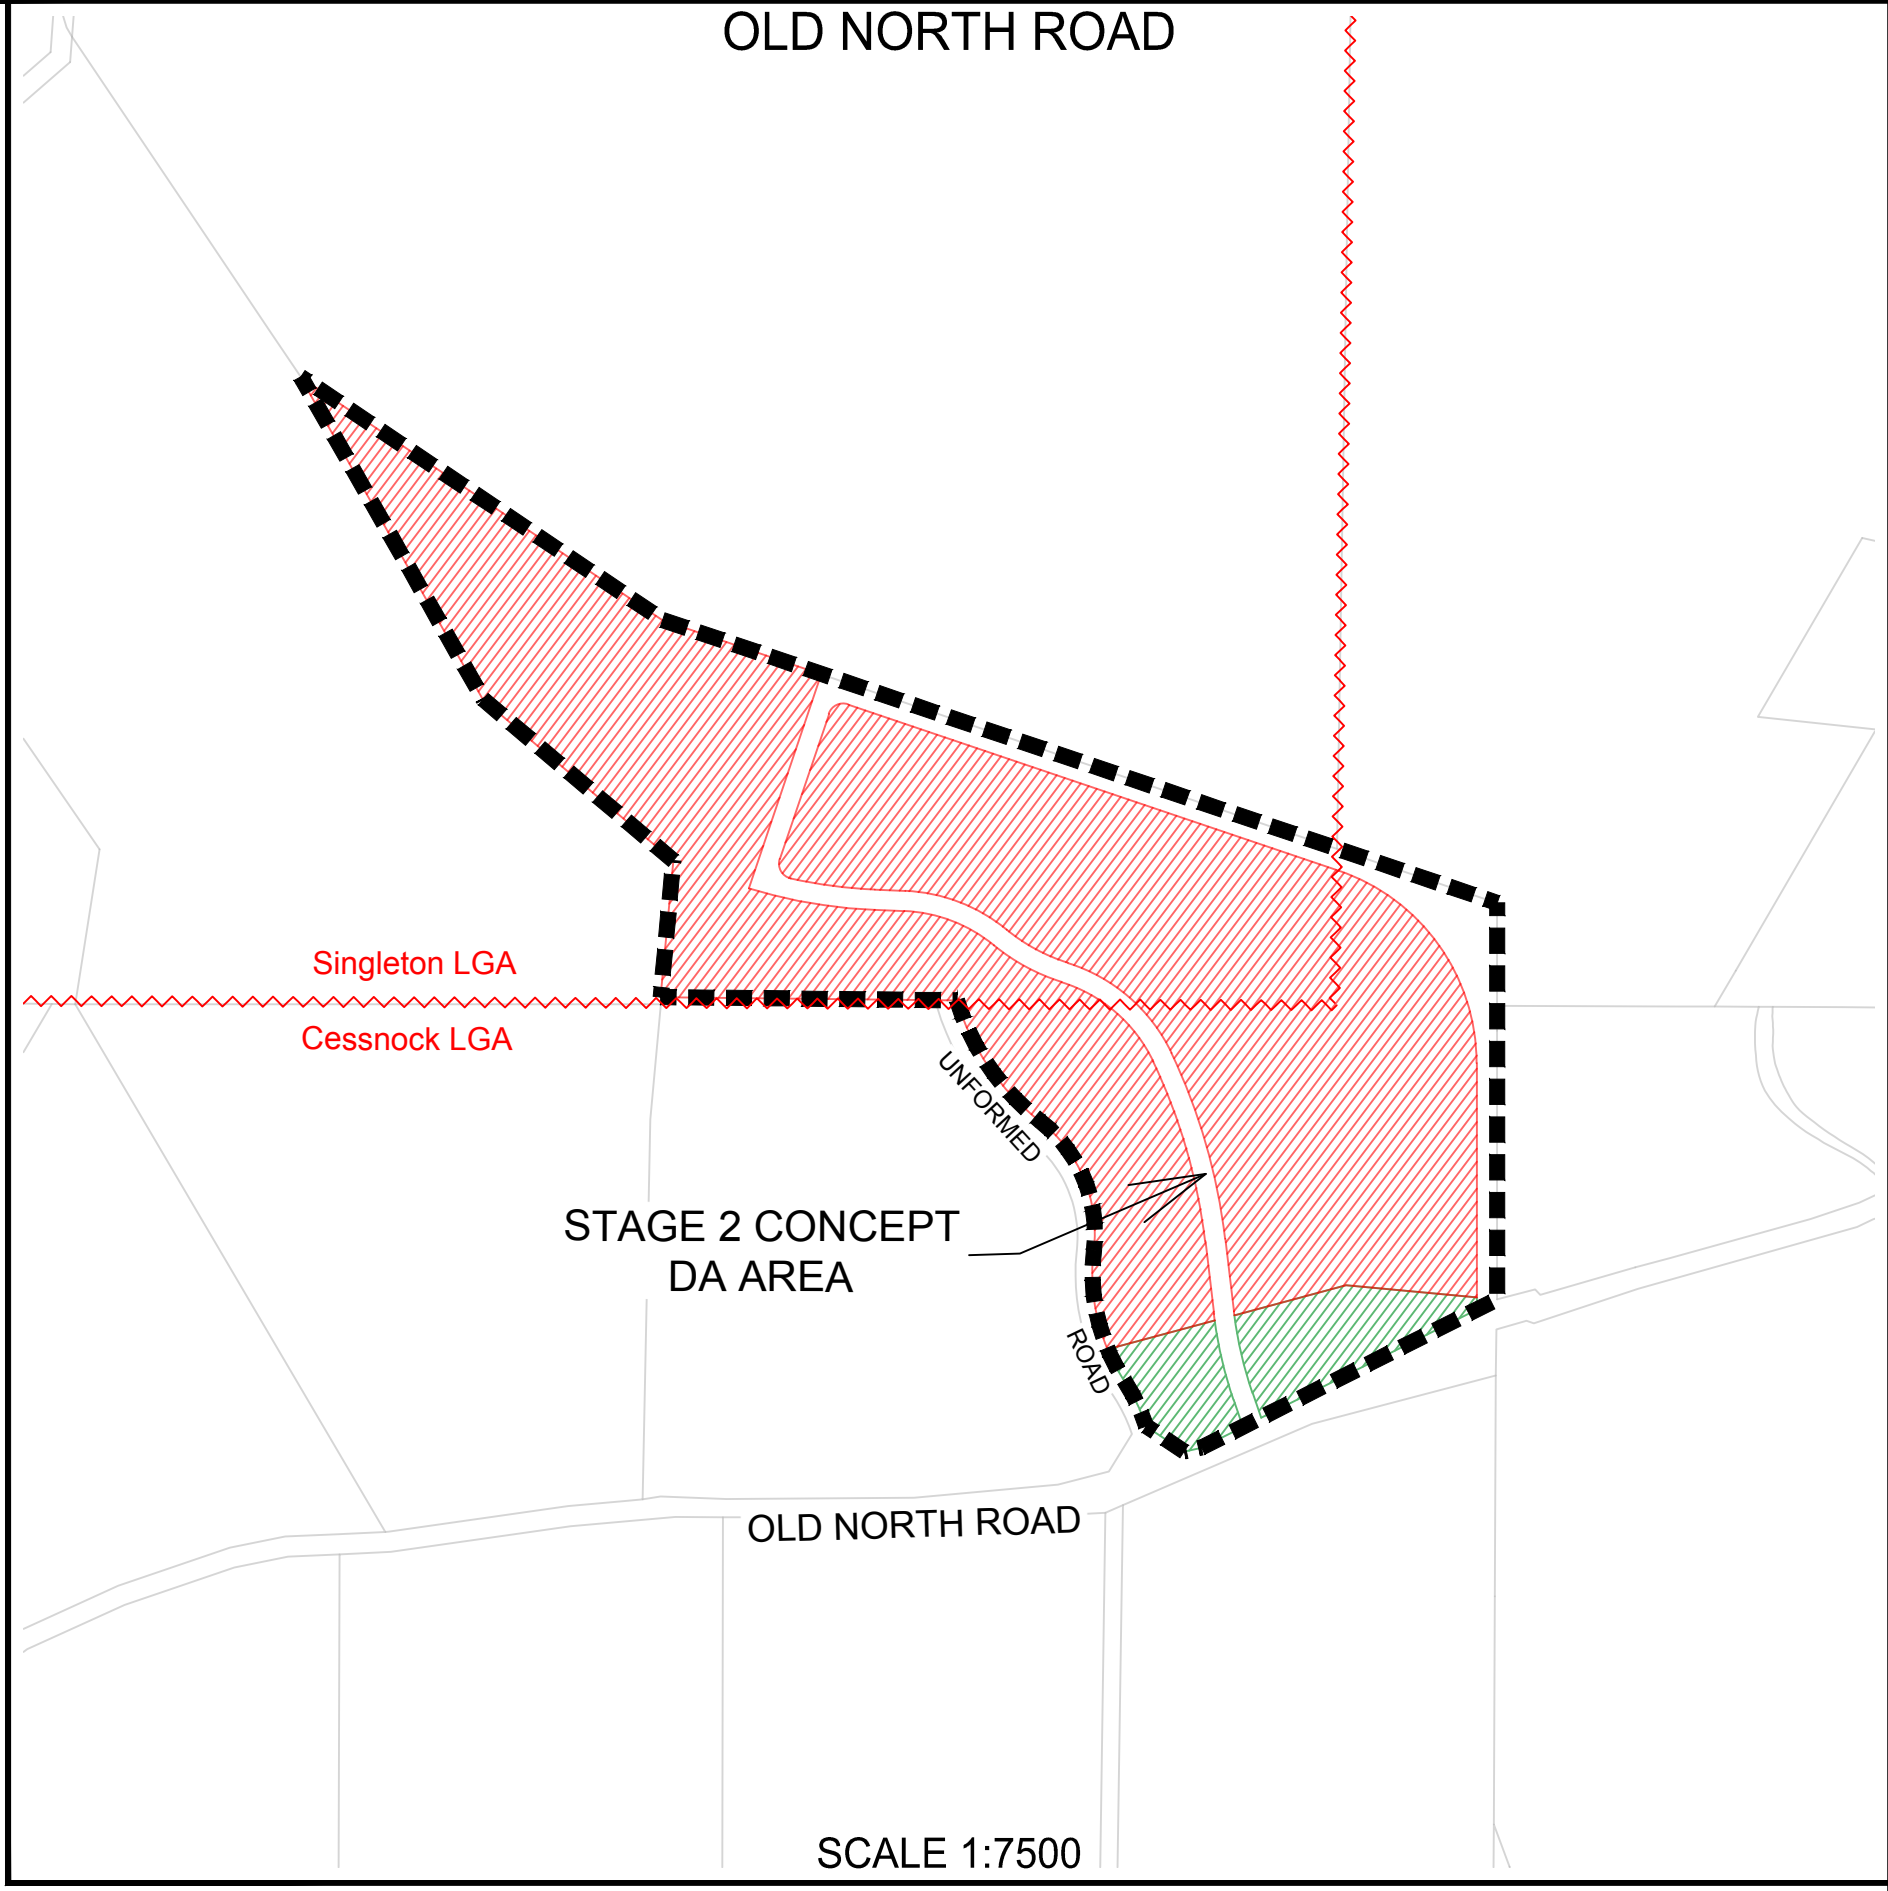 OLD NORTH ROAD
Singleton LGA
Cessnock LGA
UNFORMED
STAGE 2 CONCEPT
DA AREA
ROAD
OLD NORTH ROAD
SCALE 1:7500